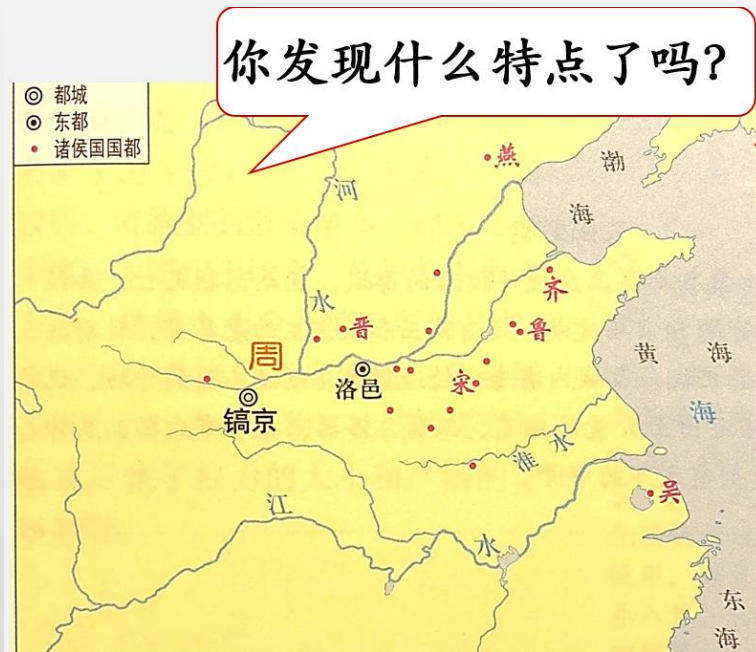 你发现什么特点了吗?
都城
东都
诸侯国国都
燕
渤
海
河
水
齐
晋
鲁
周
黄
海
洛邑
宋
海
镐京
淮水
吴
江
水
东
海